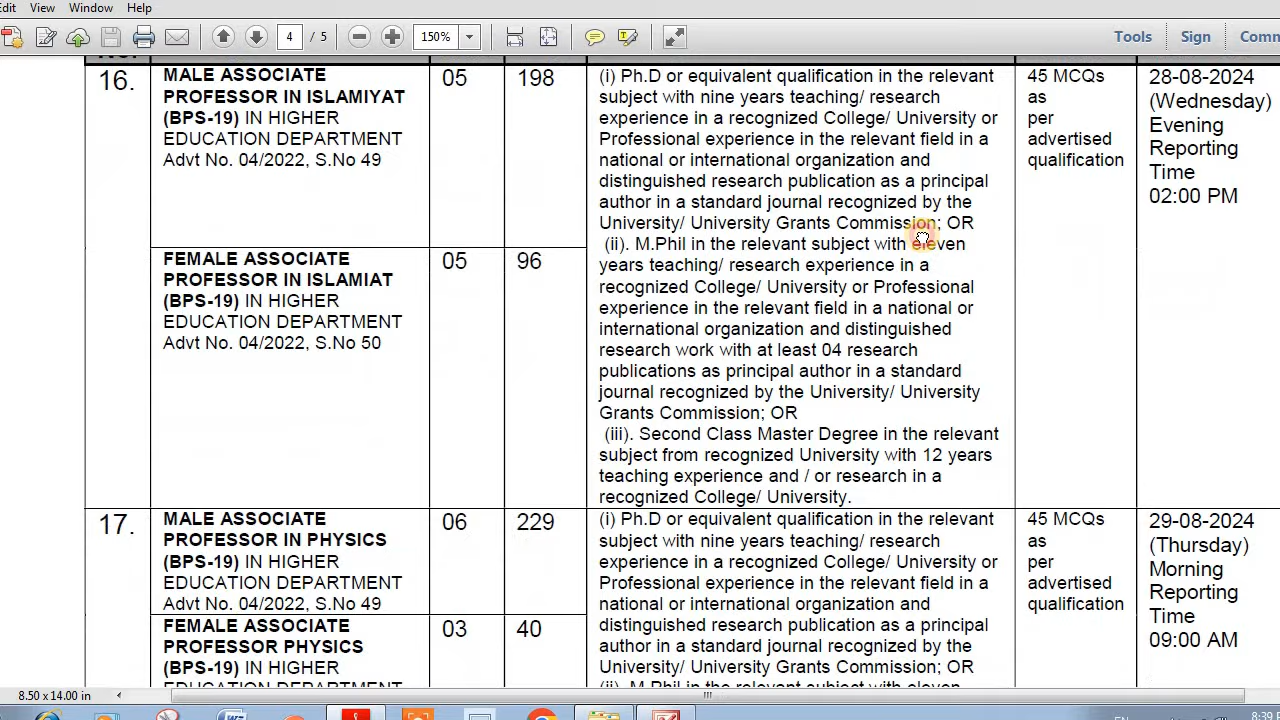 dit View Window Help
4 / 5 150% Tools Sign Comm
16. MALE ASSOCIATE PROFESSOR IN ISLAMIYAT (BPS-19) IN HIGHER EDUCATION DEPARTMENT Advt No. 04/2022, S.No 49
05 198
FEMALE ASSOCIATE
PROFESSOR IN ISLAMIAT
(BPS-19) IN HIGHER
EDUCATION DEPARTMENT
Advt No. 04/2022, S.No 50
05 96
(i) Ph.D or equivalent qualification in the relevant
subject with nine years teaching/ research
experience in a recognized College/ University or
Professional experience in the relevant field in a
national or international organization and
distinguished research publication as a principal
author in a standard journal recognized by the
University/ University Grants Commission; OR
(ii). M.Phil in the relevant subject with eleven
years teaching/ research experience in a
recognized College/ University or Professional
experience in the relevant field in a national or
international organization and distinguished
research work with at least 04 research
publications as principal author in a standard
journal recognized by the University/ University
Grants Commission; OR
(iii). Second Class Master Degree in the relevant
subject from recognized University with 12 years
teaching experience and / or research in a
recognized College/ University.
45 MCQs
as
per
advertised
qualification
28-08-2024
(Wednesday)
Evening
Reporting
Time
02:00 PM
17. MALE ASSOCIATE
PROFESSOR IN PHYSICS
(BPS-19) IN HIGHER
EDUCATION DEPARTMENT
Advt No. 04/2022, S.No 49
06 229
FEMALE ASSOCIATE
PROFESSOR PHYSICS
(BPS-19) IN HIGHER
EDUCATION DEPARTMENT
03 40
(i) Ph.D or equivalent qualification in the relevant
subject with nine years teaching/ research
experience in a recognized College/ University or
Professional experience in the relevant field in a
national or international organization and
distinguished research publication as a principal
author in a standard journal recognized by the
University/ University Grants Commission; OR
(ii). M.Phil in the relevant subject with eleven
45 MCQs
as
per
advertised
qualification
29-08-2024
(Thursday)
Morning
Reporting
Time
09:00 AM
8.50 x 14.00 in